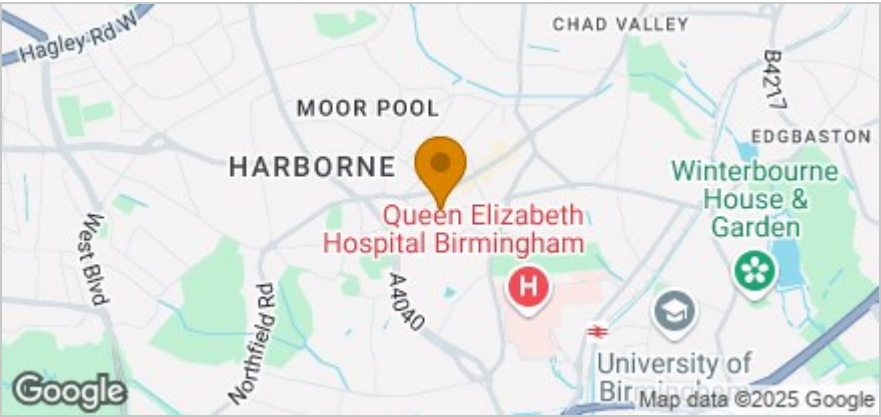 CHAD VALLEY
Hagley Rd W
B4217
MOOR POOL
EDGBASTON
HARBORNE
Winterbourne
House &
Garden
Queen Elizabeth
Hospital Birmingham
West Blvd
H
A4040
Northfield Rd
University of
Birmingham
Google
Map data ©2025 Google